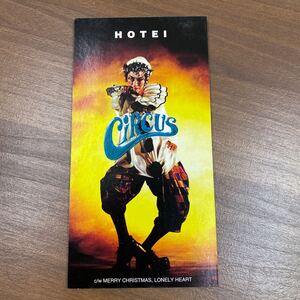 HOTEI
CIRCUS
c/w MERRY CHRISTMAS, LONELY HEART